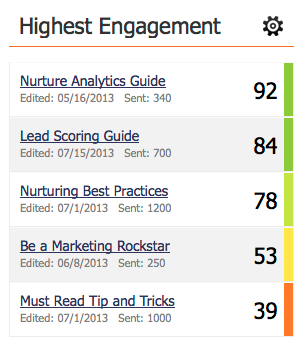 Highest Engagement
Nurture Analytics Guide
Edited: 05/16/2013 Sent: 340
92
Lead Scoring Guide
Edited: 07/15/2013 Sent: 700
84
Nurturing Best Practices
Edited: 07/1/2013 Sent: 1200
78
Be a Marketing Rockstar
Edited: 06/8/2013 Sent: 250
53
Must Read Tip and Tricks
Edited: 07/1/2013 Sent: 1000
39